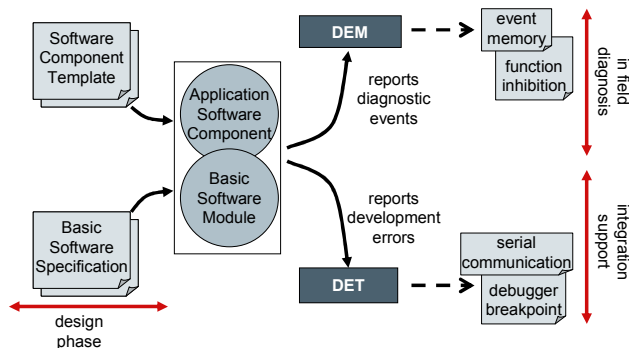 Software
Component
Template
Application
Software
Component
Basic
Software
Module
Basic
Software
Specification
design
phase
DEM
reports
diagnostic
events
event
memory
function
inhibition
in field
diagnosis
reports
development
errors
DET
serial
communication
debugger
breakpoint
integration
support